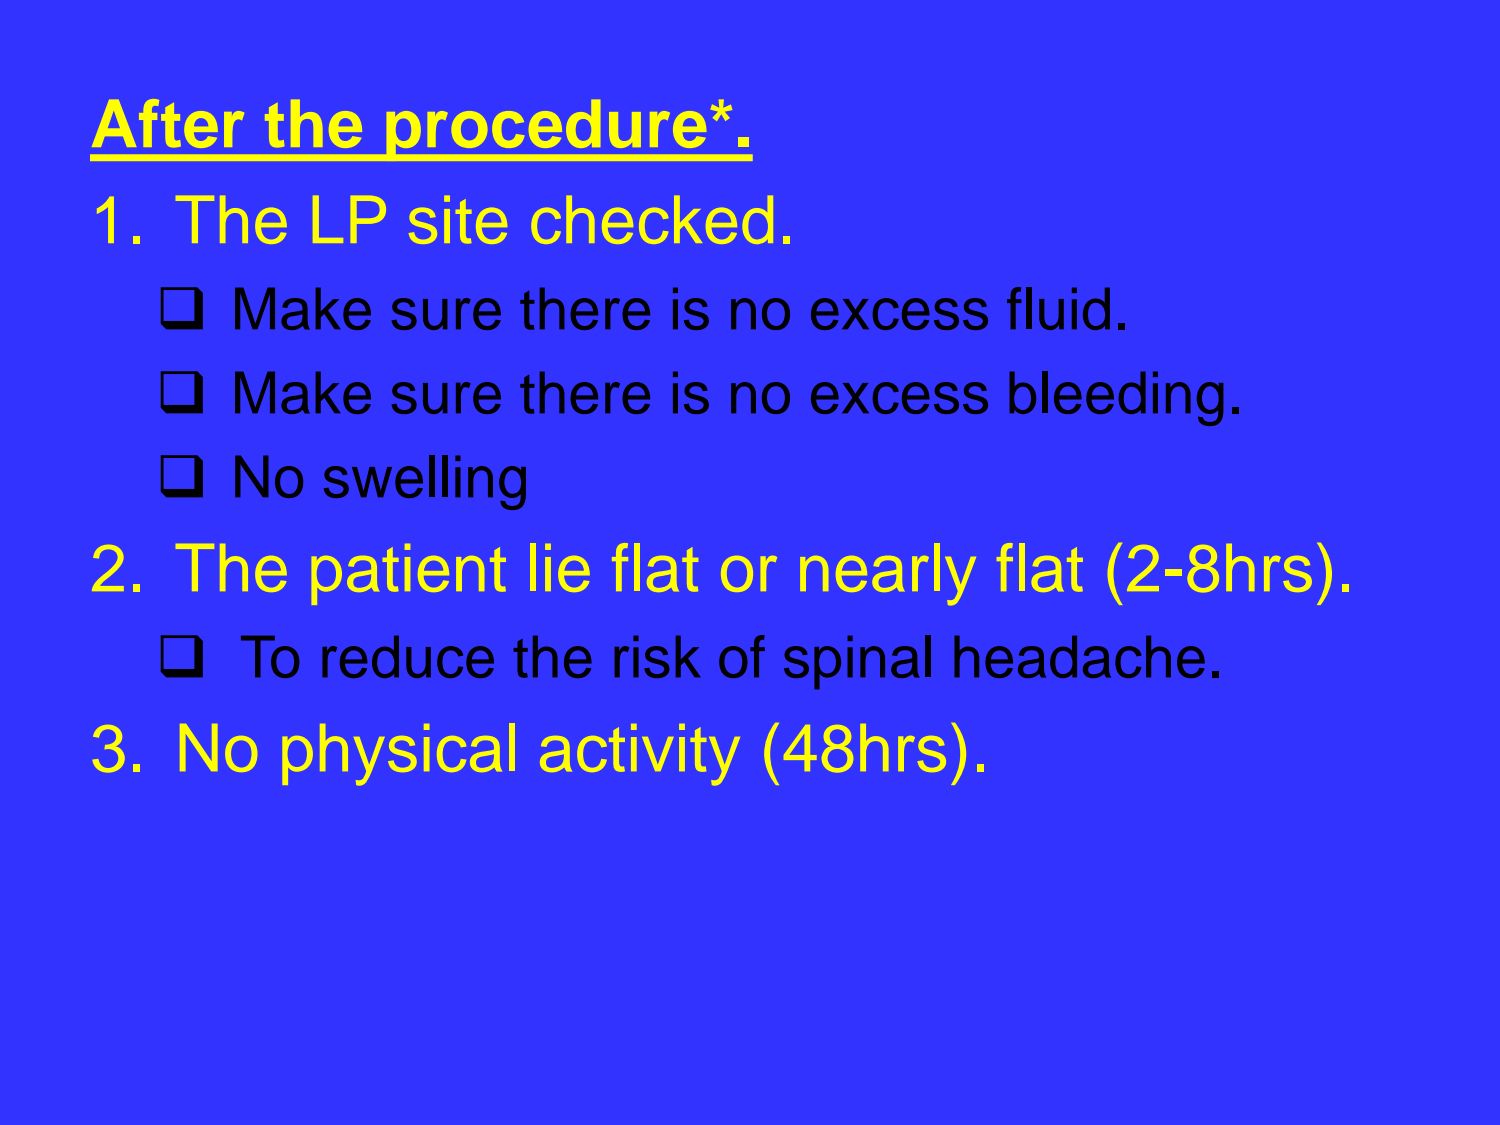 After the procedure*.
1. The LP site checked.
❑ Make sure there is no excess fluid.
❑ Make sure there is no excess bleeding.
❑ No swelling
2. The patient lie flat or nearly flat (2-8hrs).
❑ To reduce the risk of spinal headache.
3. No physical activity (48hrs).